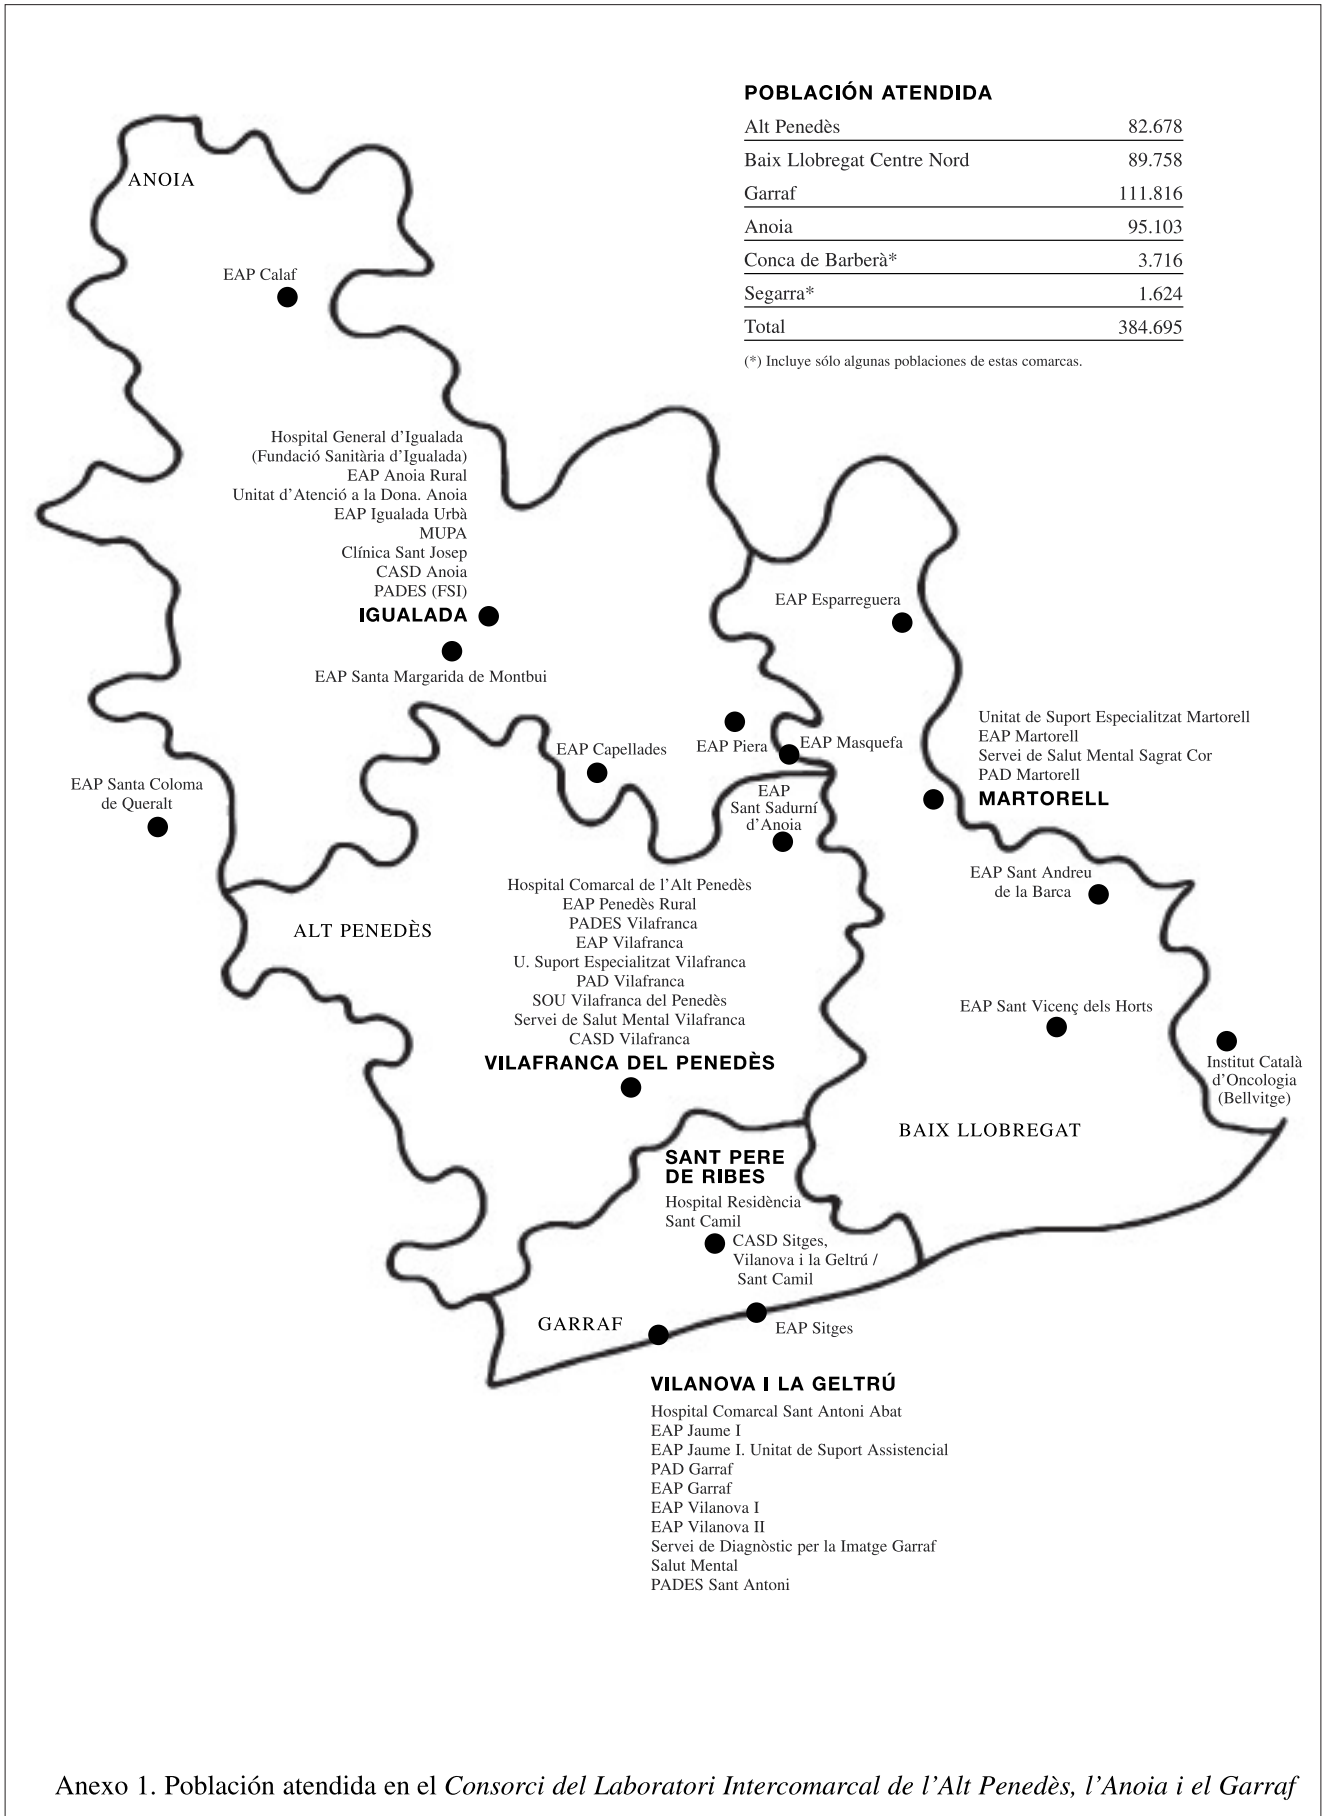 POBLACIÓN ATENDIDA
Alt Penedès 82.678
Baix Llobregat Centre Nord 89.758
Garraf 111.816
Anoia 95.103
Conca de Barberà* 3.716
Segarra* 1.624
Total 384.695
(*) Incluye sólo algunas poblaciones de estas comarcas.
ANOIA
EAP Calaf
Hospital General d’Igualada
(Fundació Sanitària d’Igualada)
EAP Anoia Rural
Unitat d’Atenció a la Dona. Anoia
EAP Igualada Urbà
MUPA
Clínica Sant Josep
CASD Anoia
PADES (FSI)
IGUALADA
EAP Santa Margarida de Montbui
EAP Esparreguera
EAP Capellades
EAP Piera
EAP Masquefa
Unitat de Suport Especialitzat Martorell
EAP Martorell
Servei de Salut Mental Sagrat Cor
PAD Martorell
MARTORELL
EAP Santa Coloma
de Queralt
EAP
Sant Sadurní
d’Anoia
EAP Sant Andreu
de la Barca
ALT PENEDÈS
Hospital Comarcal de l’Alt Penedès
EAP Penedès Rural
PADES Vilafranca
EAP Vilafranca
U. Suport Especialitzat Vilafranca
PAD Vilafranca
SOU Vilafranca del Penedès
Servei de Salut Mental Vilafranca
CASD Vilafranca
VILAFRANCA DEL PENEDÈS
EAP Sant Vicenç dels Horts
Institut Català
d’Oncologia
(Bellvitge)
BAIX LLOBREGAT
SANT PERE
DE RIBES
Hospital Residència
Sant Camil
CASD Sitges,
Vilanova i la Geltrú /
Sant Camil
GARRAF
EAP Sitges
VILANOVA I LA GELTRÚ
Hospital Comarcal Sant Antoni Abat
EAP Jaume I
EAP Jaume I. Unitat de Suport Assistencial
PAD Garraf
EAP Garraf
EAP Vilanova I
EAP Vilanova II
Servei de Diagnòstic per la Imatge Garraf
Salut Mental
PADES Sant Antoni
Anexo 1. Población atendida en el Consorci del Laboratori Intercomarcal de l’Alt Penedès, l’Anoia i el Garraf